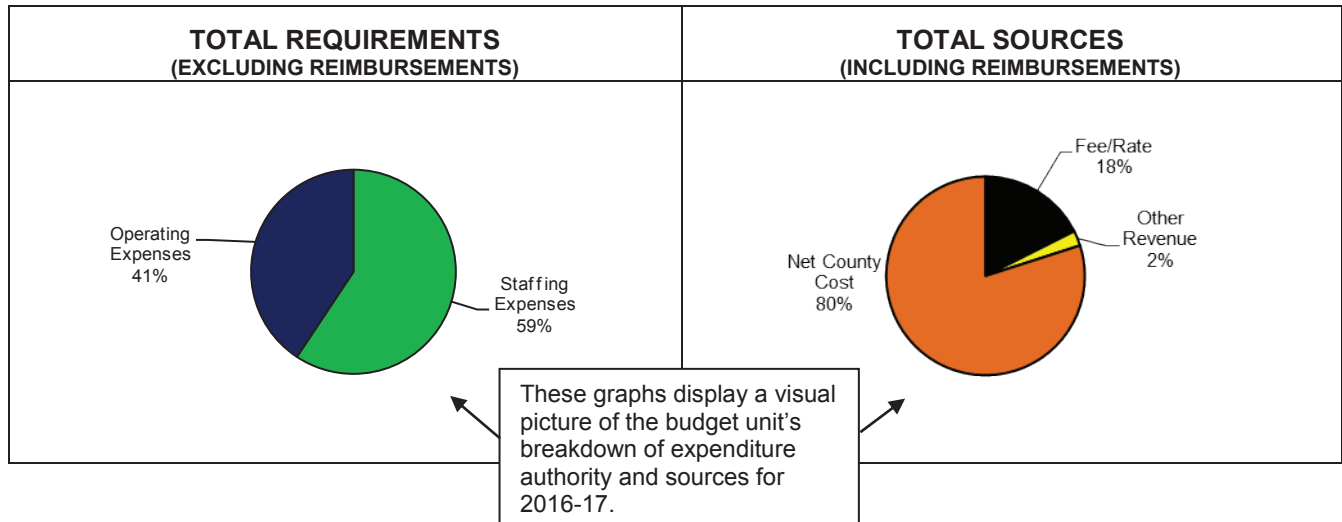 TOTAL REQUIREMENTS
(EXCLUDING REIMBURSEMENTS)
TOTAL SOURCES
(INCLUDING REIMBURSEMENTS)
Operating
Expenses
41%
Staffing
Expenses
59%
Fee/Rate
18%
Other
Revenue
2%
Net County
Cost
80%
These graphs display a visual
picture of the budget unit’s
breakdown of expenditure
authority and sources for
2016-17.